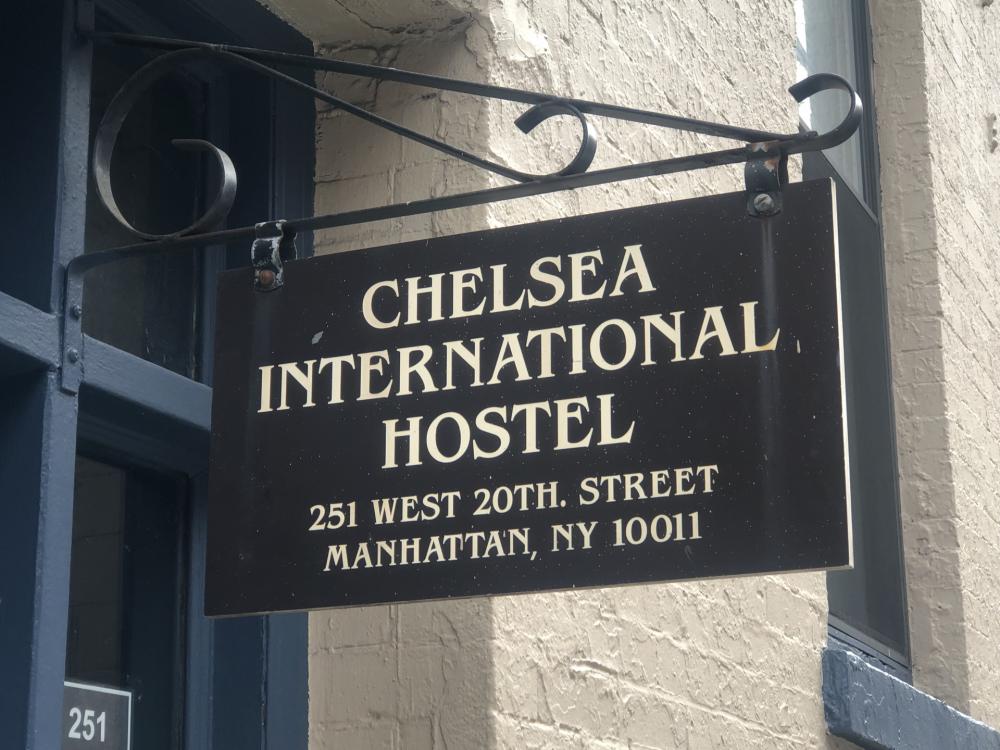 CHELSEA
INTERNATIONAL
HOSTEL
251 WEST 20TH. STREET
MANHATTAN, NY 10011
251